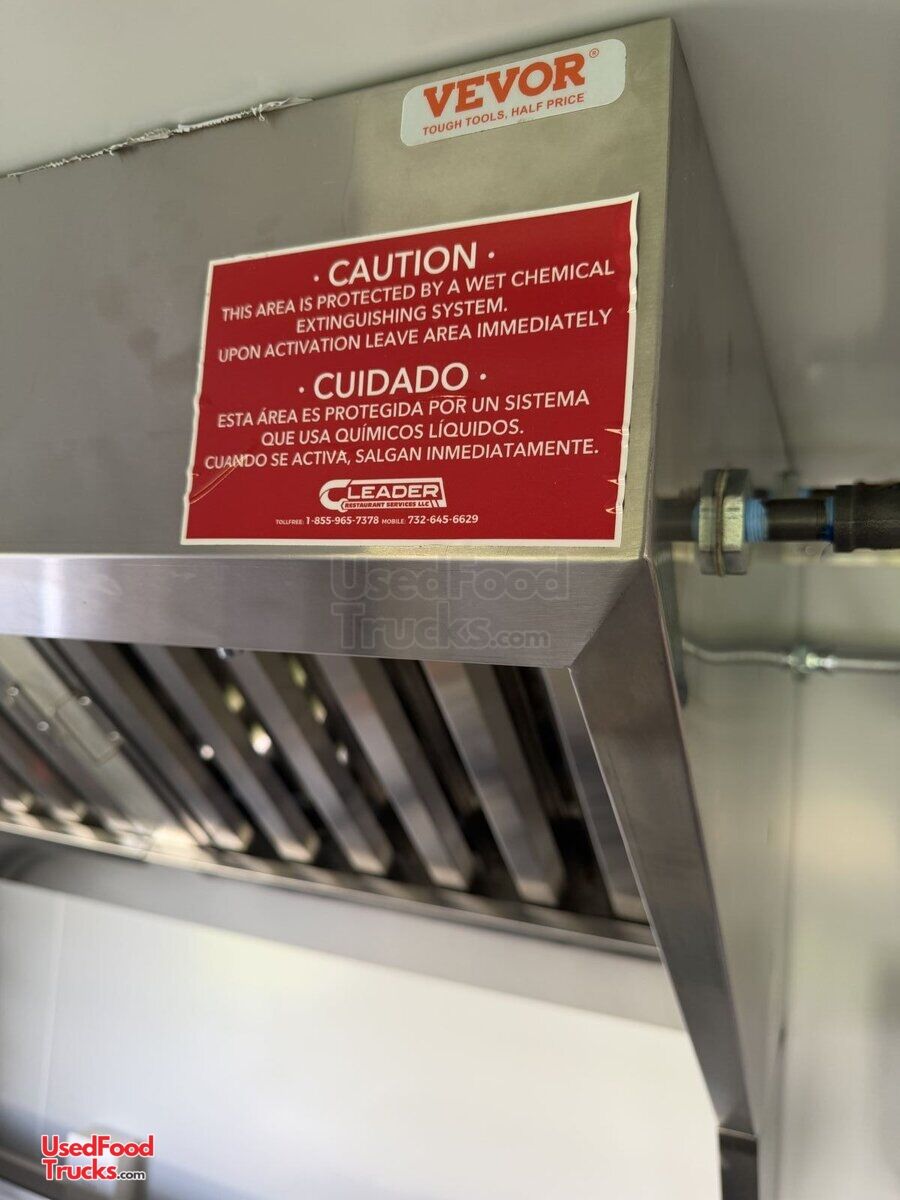 VEVOR®
TOUGH TOOLS, HALF PRICE
· CAUTION ·
THIS AREA IS PROTECTED BY A WET CHEMICAL
EXTINGUISHING SYSTEM.
UPON ACTIVATION LEAVE AREA IMMEDIATELY
· CUIDADO ·
ESTA ÁREA ES PROTEGIDA POR UN SISTEMA
QUE USA QUÍMICOS LÍQUIDOS.
CUANDO SE ACTIVA, SALGAN INMEDIATAMENTE.
LEADER
RESTAURANT SERVICES LLC
TOLLFREE: 1-855-965-7378 MOBILE: 732-645-6629
UsedFood
Trucks.com
UsedFood
Trucks.com